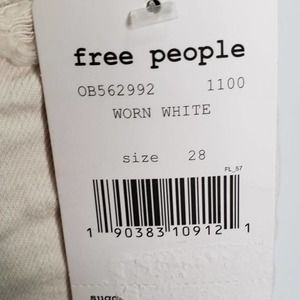 free people
OB562992 1100
WORN WHITE
size 28
FL_57
1 90383 10912 1